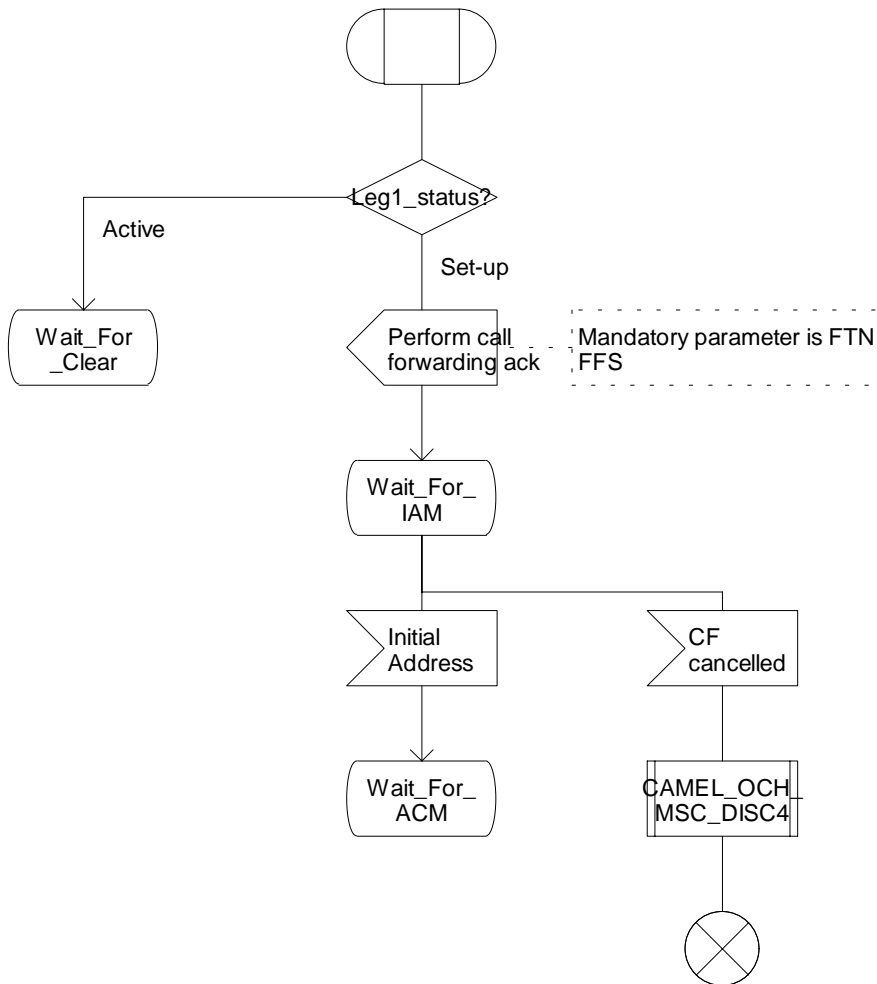 Leg1_status?
Active
Set-up
Wait_For
_Clear
Perform call
forwarding ack
Mandatory parameter is FTN
FFS
Wait_For_
IAM
Initial
Address
CF
cancelled
Wait_For_
ACM
CAMEL_OCH_
MSC_DISC4